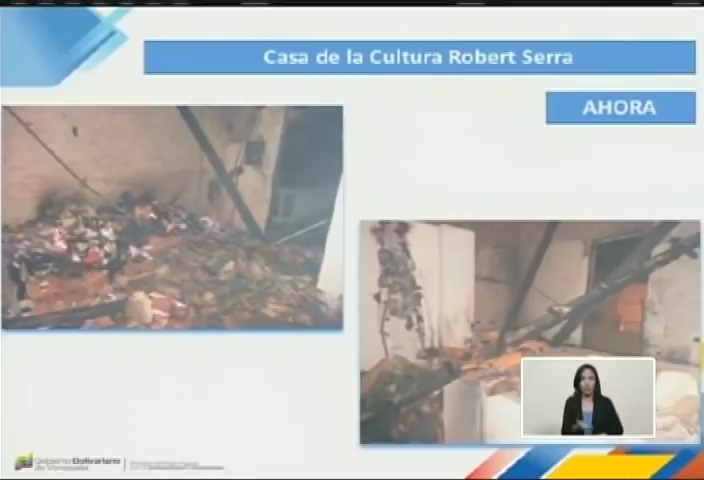 Casa de la Cultura Robert Serra
AHORA
Gobierno Bolivariano
de Venezuela